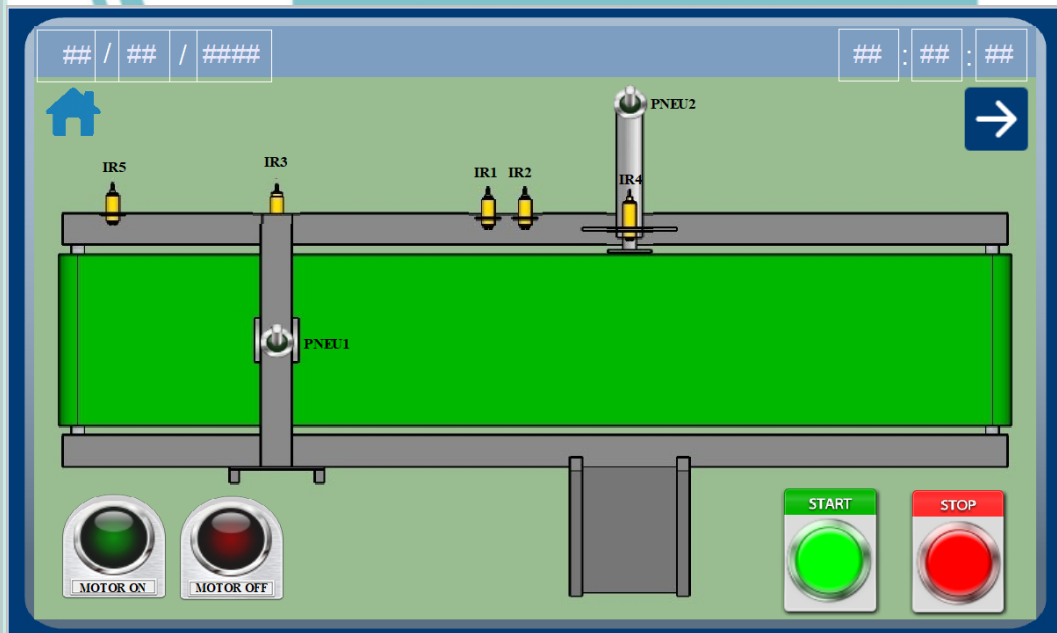 ## / ## / #### ## : ## : ##
PNEU2
IR5 IR3 IR1 IR2 IR4
PNEU1
MOTOR ON MOTOR OFF START STOP